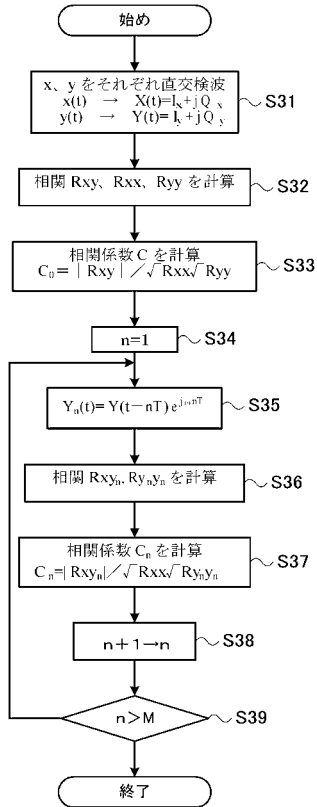 始め
x、y をそれぞれ直交検波
x(t) → X(t)=Ix+jQx
y(t) → Y(t)=Iy+jQy
S31
相関 Rxy、Rxx、Ryy を計算
S32
相関係数 C を計算
C0= | Rxy | /√Rxx√Ryy
S33
n=1
S34
Yn(t)=Y(t−nT) e^jωnT
S35
相関 Rxyn, Rynyn を計算
S36
相関係数 Cn を計算
Cn=|Rxyn| /√Rxx√Rynyn
S37
n+1→n
S38
n>M
S39
終了